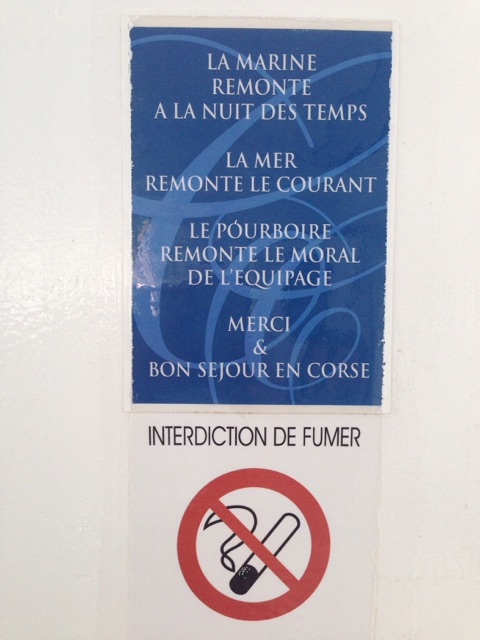 LA MARINE
REMONTE
A LA NUIT DES TEMPS
LA MER
REMONTE LE COURANT
LE PÓURBOIRE
REMONTE LE MORAL
DE L'EQUIPAGE
MERCI
&
BON SEJOUR EN CORSE
INTERDICTION DE FUMER